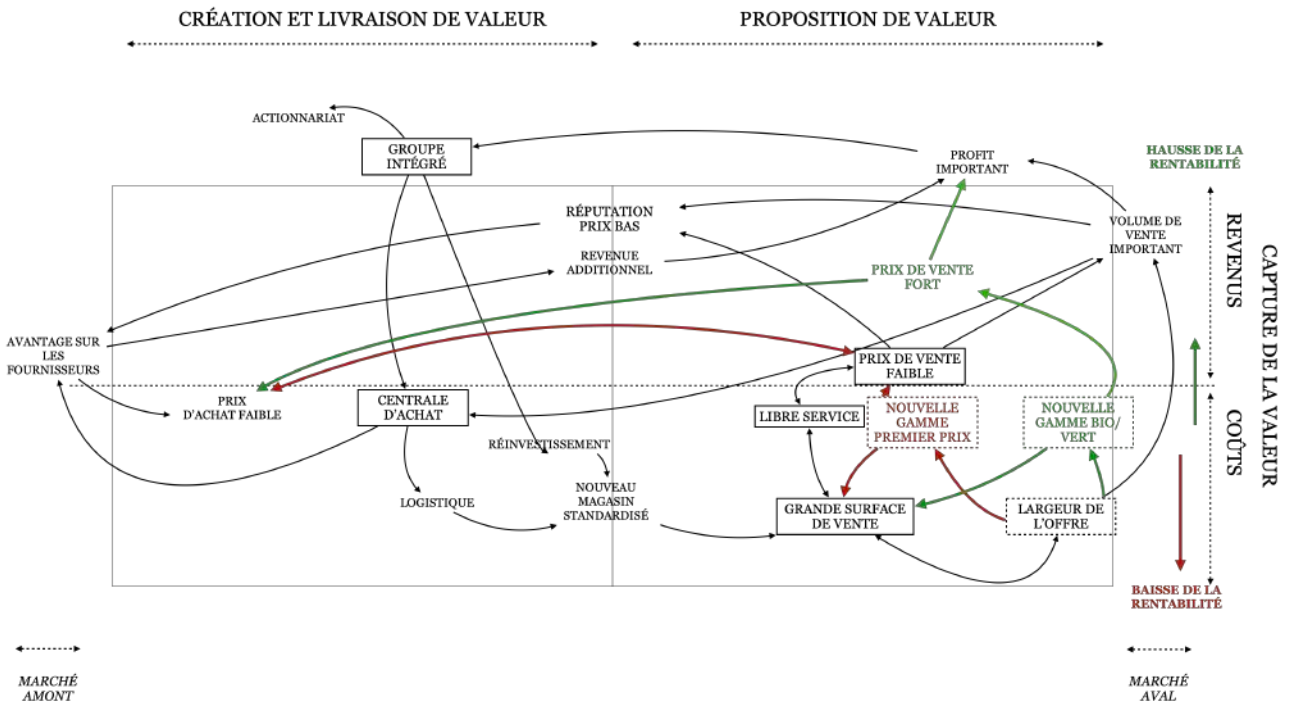 CRÉATION ET LIVRAISON DE VALEUR
PROPOSITION DE VALEUR
ACTIONNARIAT
GROUPE
INTÉGRÉ
PROFIT
IMPORTANT
HAUSSE DE LA
RENTABILITÉ
RÉPUTATION
PRIX BAS
VOLUME DE
VENTE
IMPORTANT
REVENUS
REVENUE
ADDITIONNEL
PRIX DE VENTE
FORT
CAPTURE DE LA VALEUR
AVANTAGE SUR
LES
FOURNISSEURS
PRIX DE VENTE
FAIBLE
PRIX
D'ACHAT FAIBLE
CENTRALE
D'ACHAT
LIBRE SERVICE
NOUVELLE
GAMME
PREMIER PRIX
NOUVELLE
GAMME BIO/
VERT
COÛTS
RÉINVESTISSEMENT
LOGISTIQUE
NOUVEAU
MAGASIN
STANDARDISÉ
GRANDE SURFACE
DE VENTE
LARGEUR DE
L'OFFRE
BAISSE DE LA
RENTABILITÉ
MARCHÉ
AMONT
MARCHÉ
AVAL